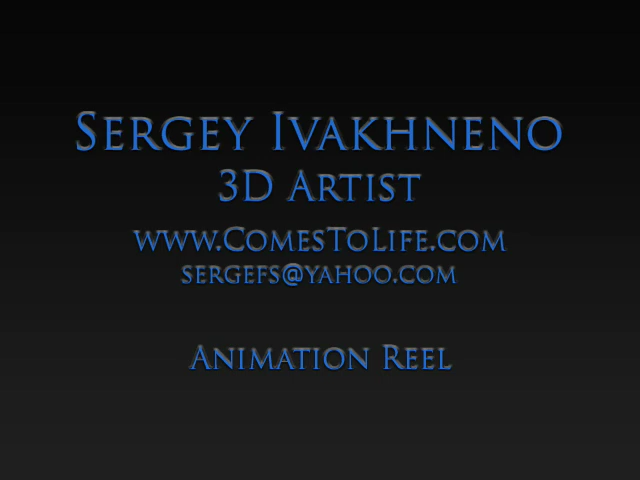 Sergey Ivakhneno
3D Artist
www.ComesToLife.com
sergefs@yahoo.com
Animation Reel